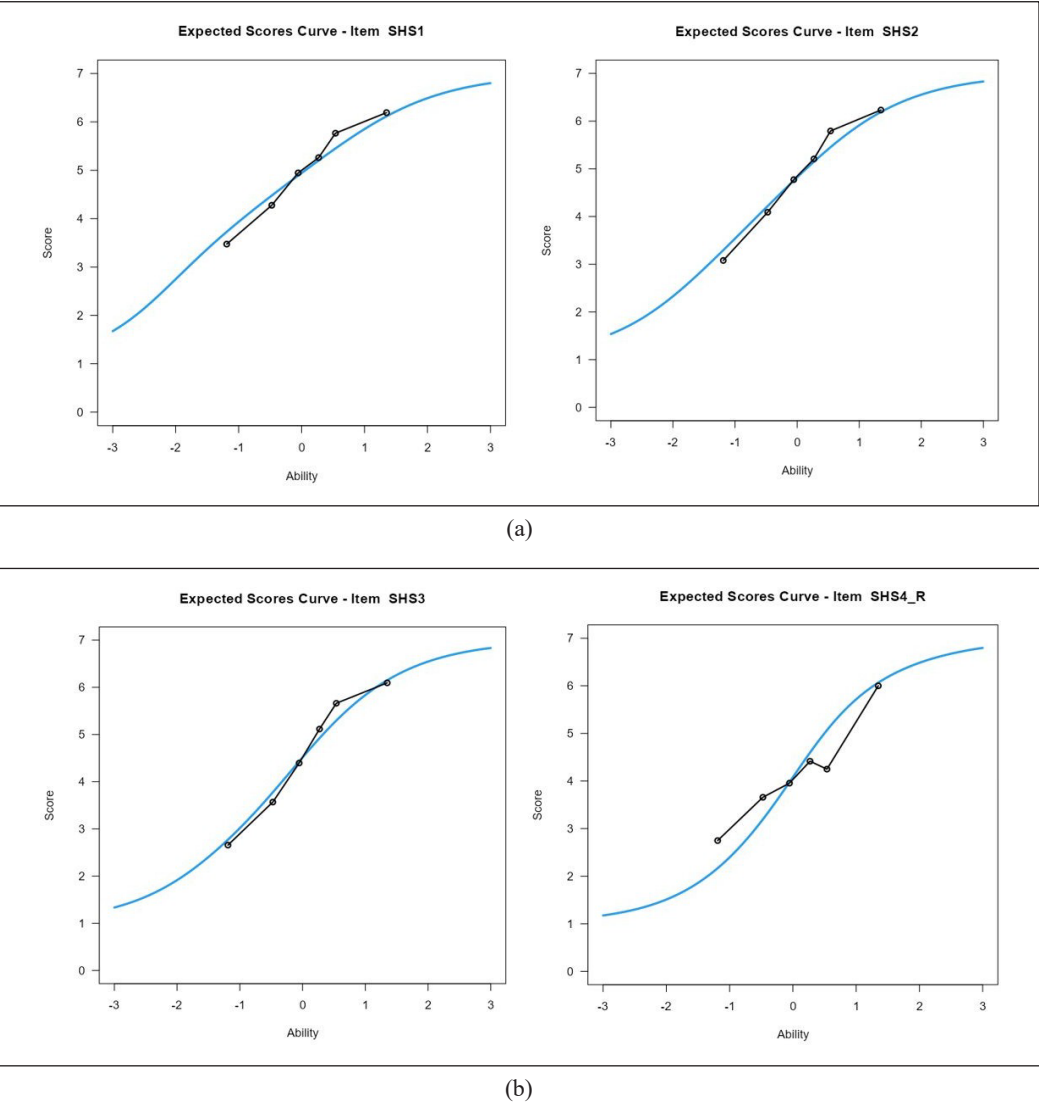 Expected Scores Curve - Item SHS1
Score
7
6
5
4
3
2
1
0
-3 -2 -1 0 1 2 3
Ability
Expected Scores Curve - Item SHS2
Score
7
6
5
4
3
2
1
0
-3 -2 -1 0 1 2 3
Ability
(a)
Expected Scores Curve - Item SHS3
Score
7
6
5
4
3
2
1
0
-3 -2 -1 0 1 2 3
Ability
Expected Scores Curve - Item SHS4_R
Score
7
6
5
4
3
2
1
0
-3 -2 -1 0 1 2 3
Ability
(b)